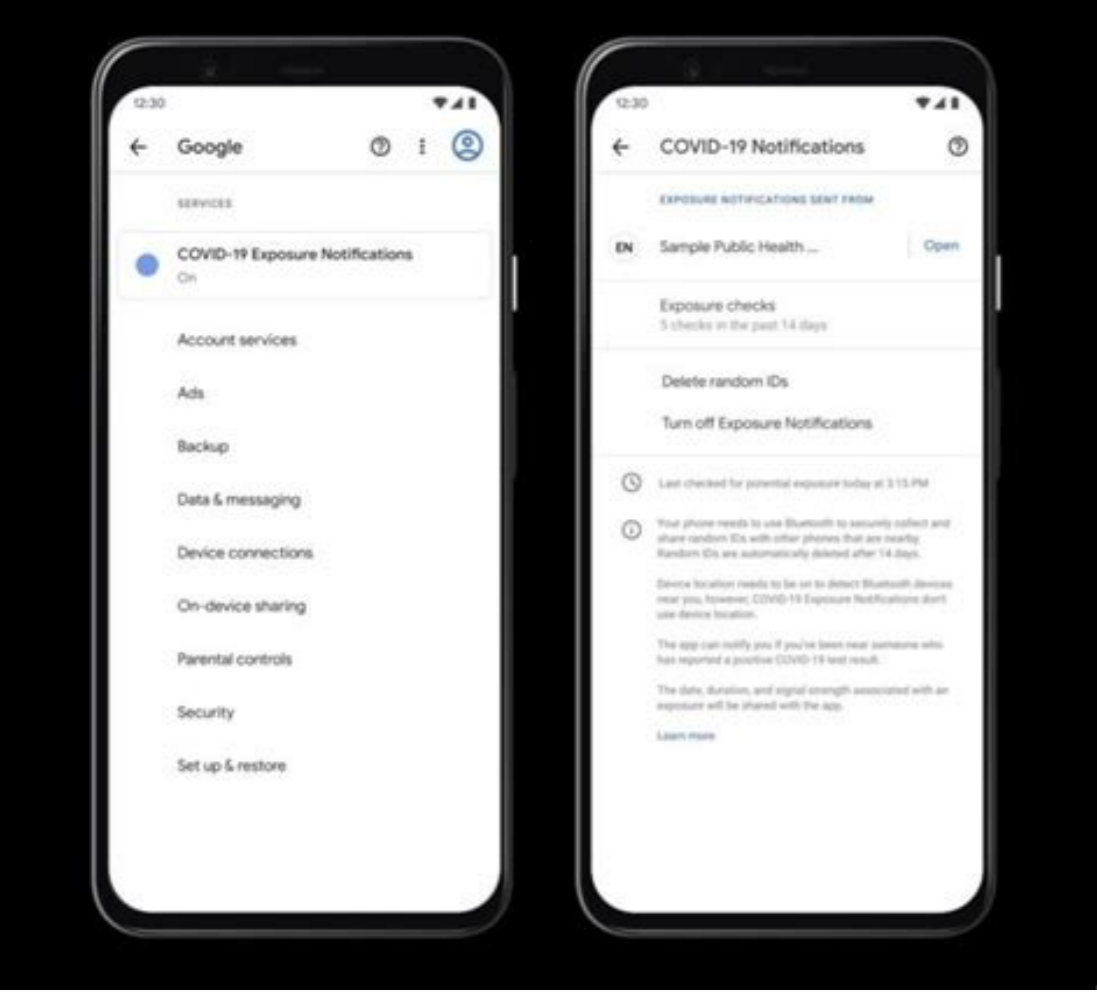 12:30
Google
SERVICES
COVID-19 Exposure Notifications
On
Account services
Ads
Backup
Data & messaging
Device connections
On-device sharing
Parental controls
Security
Set up & restore
12:30
COVID-19 Notifications
EXPOSURE NOTIFICATIONS SENT FROM
EN Sample Public Health ... Open
Exposure checks
5 checks in the past 14 days
Delete random IDs
Turn off Exposure Notifications
Last checked for potential exposure today at 3:15 PM
Your phone needs to use Bluetooth to securely collect and
share random IDs with other phones that are nearby.
Random IDs are automatically deleted after 14 days.
Device location needs to be on to detect Bluetooth devices
near you, however, COVID-19 Exposure Notifications don't
use device location.
The app can notify you if you've been near someone who
has reported a positive COVID-19 test result.
The date, duration, and signal strength associated with an
exposure will be shared with the app.
Learn more